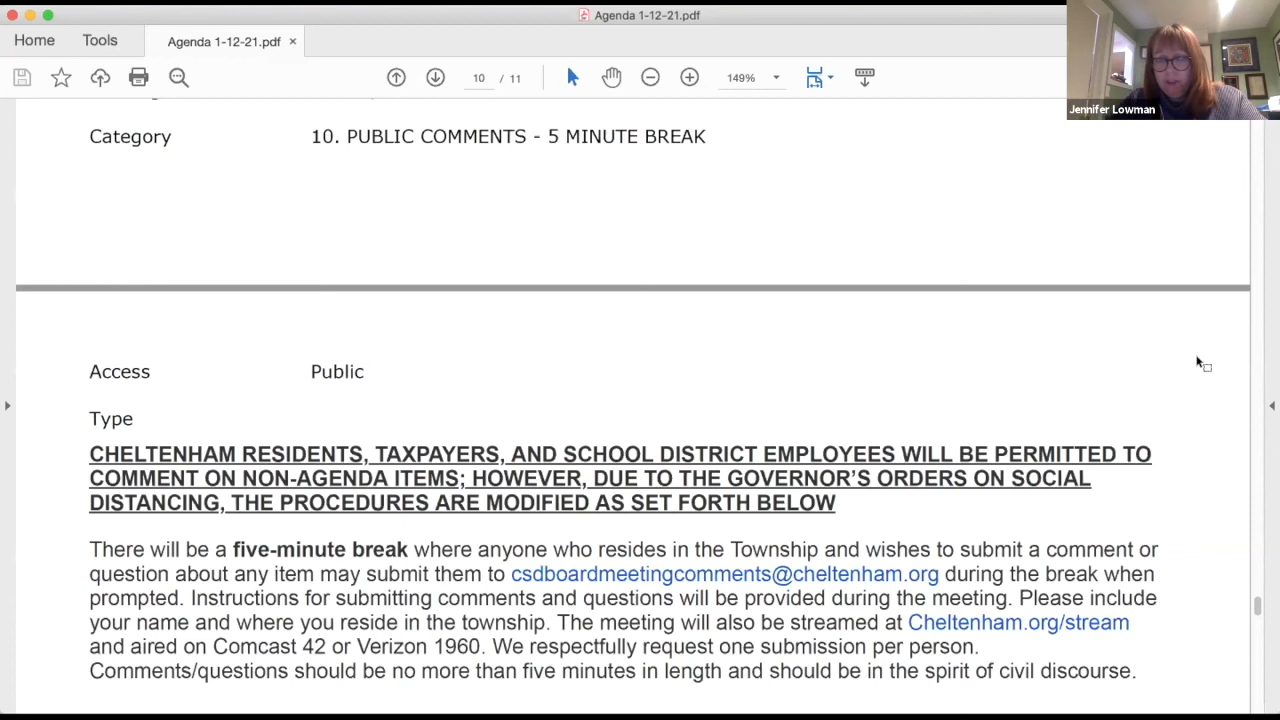 Agenda 1-12-21.pdf
Home Tools Agenda 1-12-21.pdf ×
10 / 11 149%
Jennifer Lowman
Category 10. PUBLIC COMMENTS - 5 MINUTE BREAK
Access Public
Type
CHELTENHAM RESIDENTS, TAXPAYERS, AND SCHOOL DISTRICT EMPLOYEES WILL BE PERMITTED TO
COMMENT ON NON-AGENDA ITEMS; HOWEVER, DUE TO THE GOVERNOR’S ORDERS ON SOCIAL
DISTANCING, THE PROCEDURES ARE MODIFIED AS SET FORTH BELOW
There will be a five-minute break where anyone who resides in the Township and wishes to submit a comment or
question about any item may submit them to csdboardmeetingcomments@cheltenham.org during the break when
prompted. Instructions for submitting comments and questions will be provided during the meeting. Please include
your name and where you reside in the township. The meeting will also be streamed at Cheltenham.org/stream
and aired on Comcast 42 or Verizon 1960. We respectfully request one submission per person.
Comments/questions should be no more than five minutes in length and should be in the spirit of civil discourse.